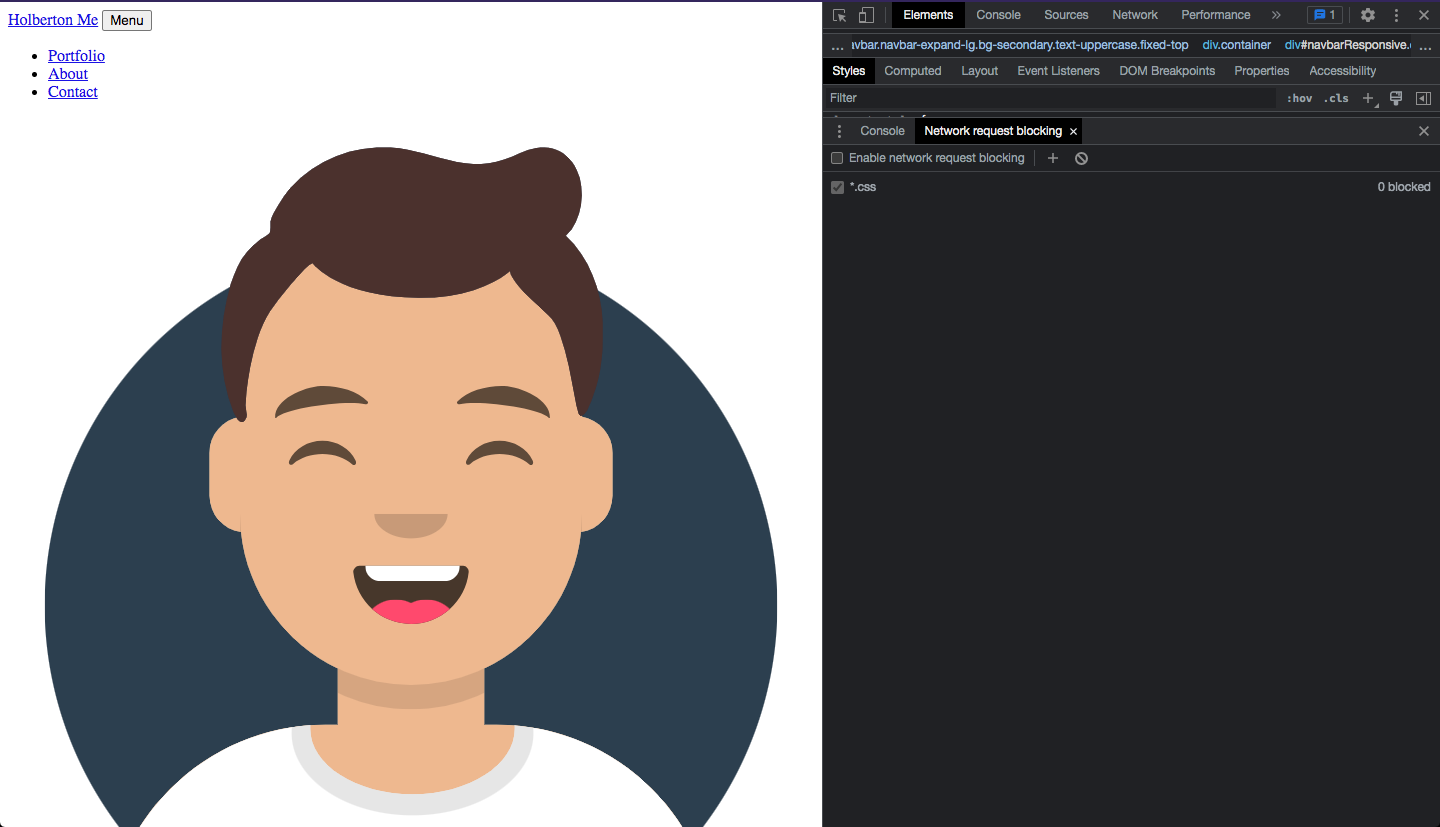 Holberton Me Menu
Portfolio
About
Contact
Elements Console Sources Network Performance » 1
... avbar.navbar-expand-lg.bg-secondary.text-uppercase.fixed-top div.container div#navbarResponsive. ...
Styles Computed Layout Event Listeners DOM Breakpoints Properties Accessibility
Filter :hov .cls
Console Network request blocking ×
Enable network request blocking
*.css 0 blocked